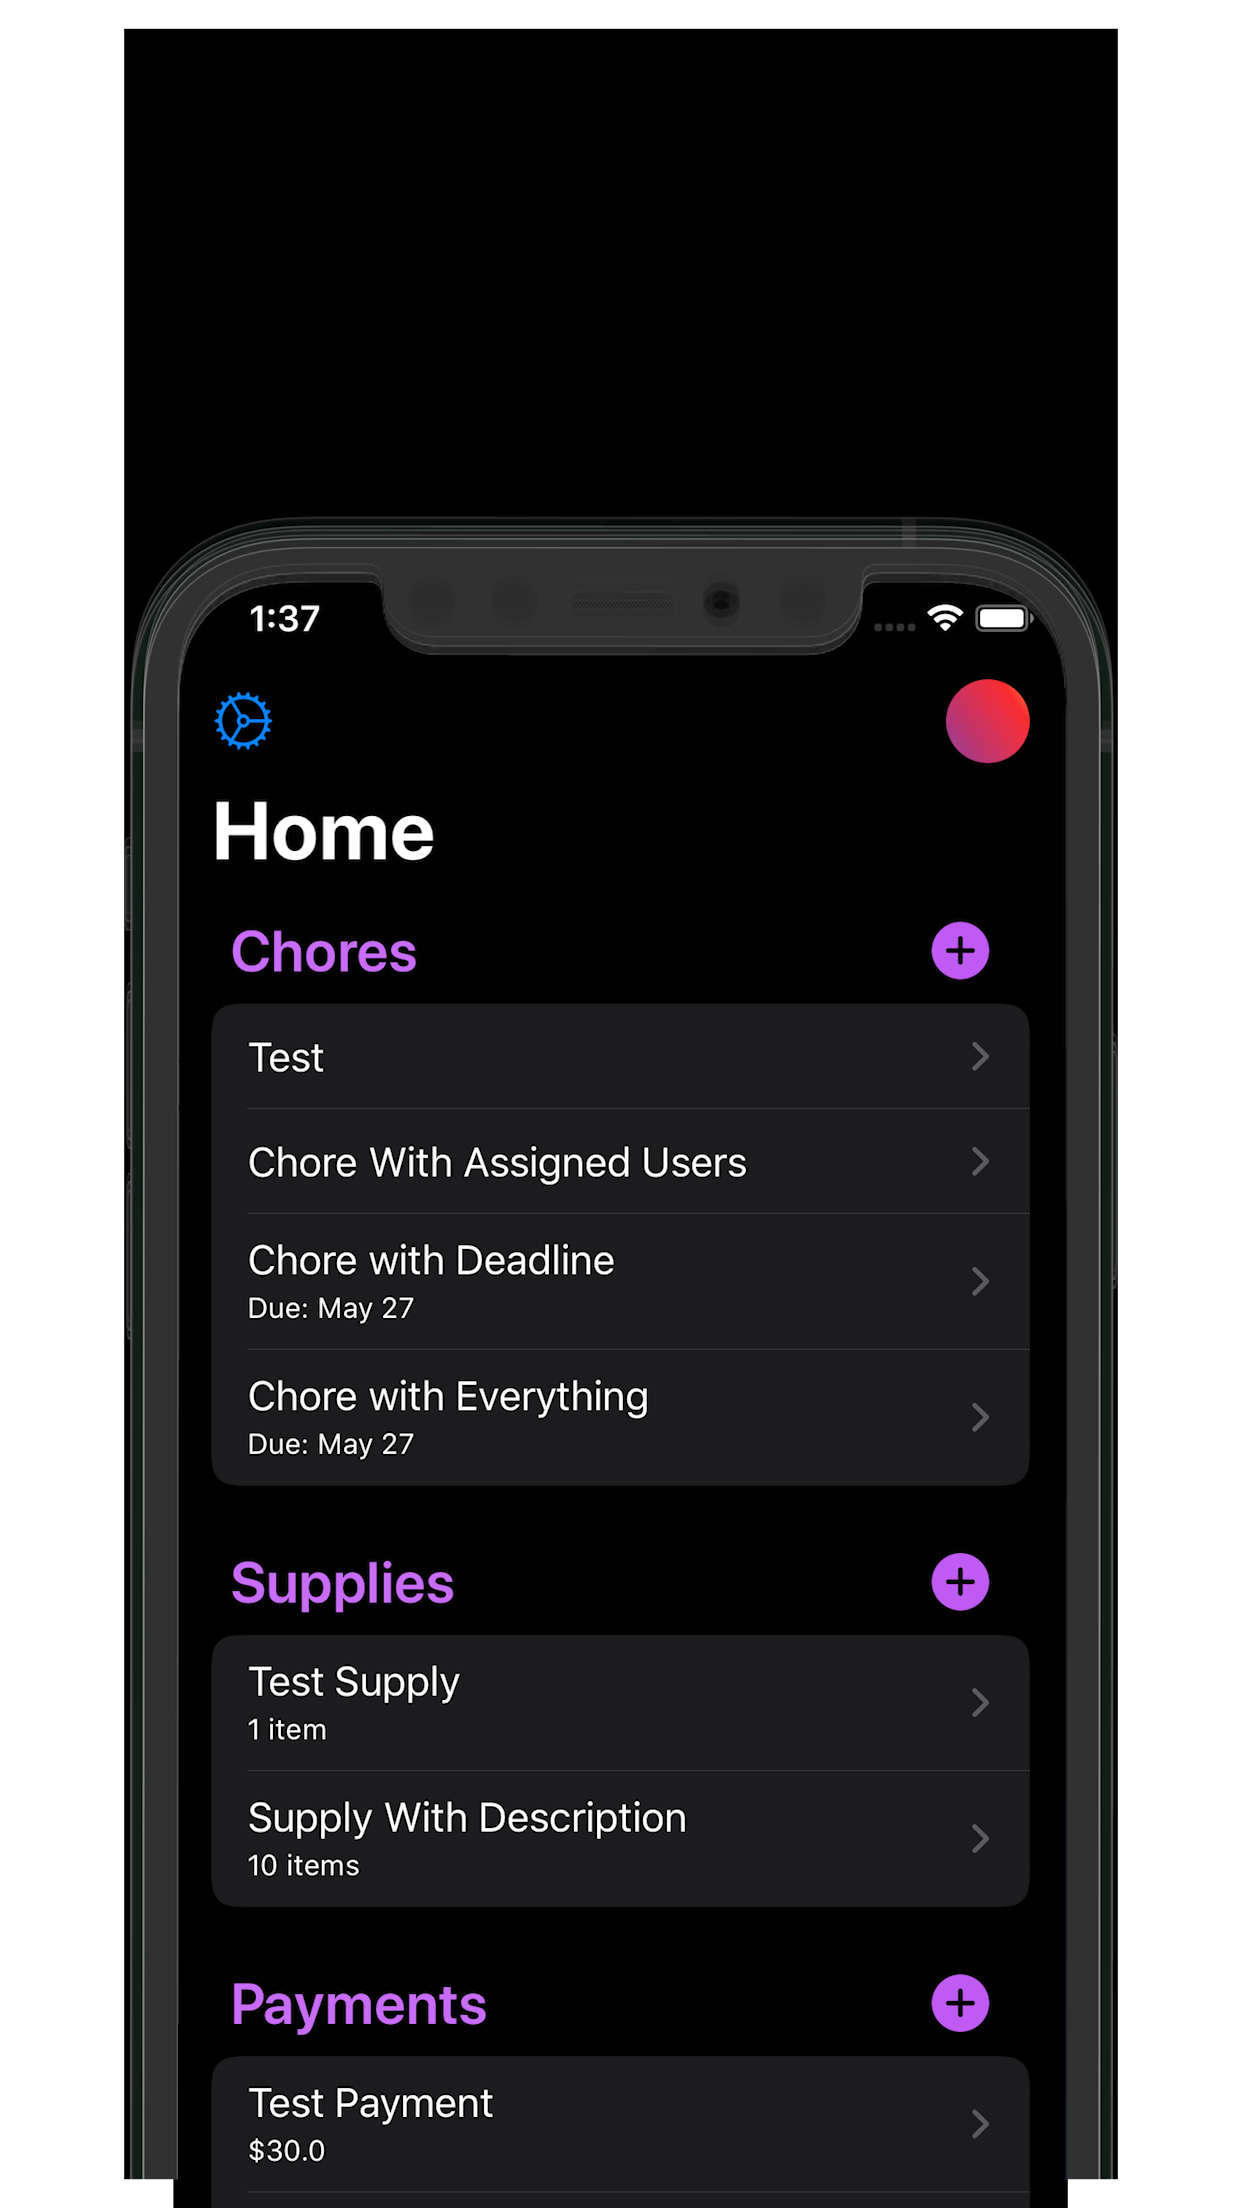 1:37
Home
Chores
Test
Chore With Assigned Users
Chore with Deadline
Due: May 27
Chore with Everything
Due: May 27
Supplies
Test Supply
1 item
Supply With Description
10 items
Payments
Test Payment
$30.0